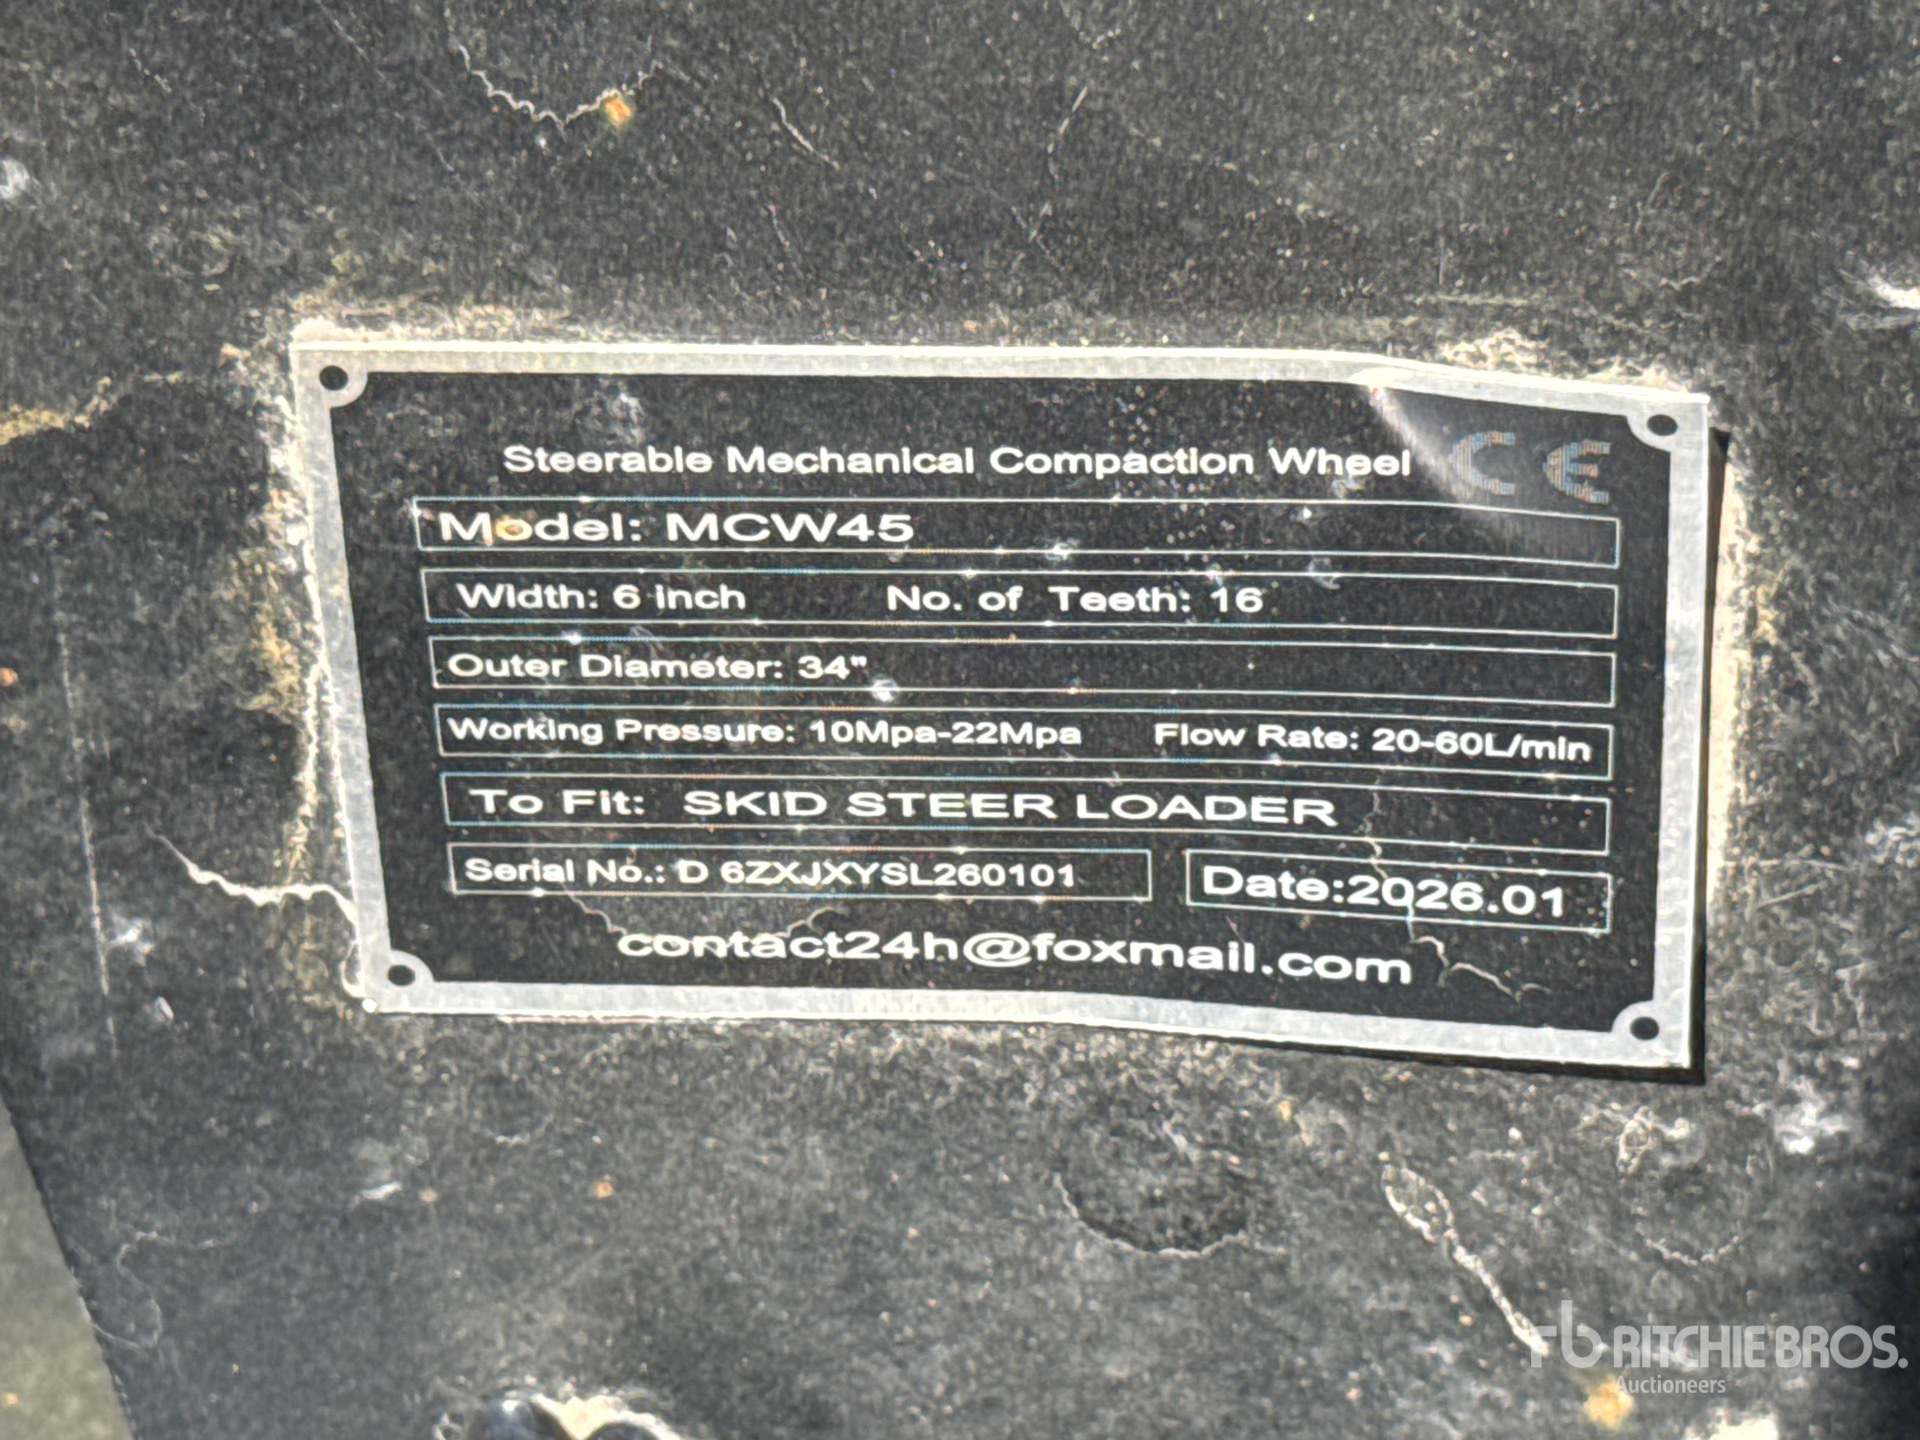 Steerable Mechanical Compaction Wheel CE
Model: MCW45
Width: 6 inch No. of Teeth: 16
Outer Diameter: 34"
Working Pressure: 10Mpa-22Mpa Flow Rate: 20-60L/min
To Fit: SKID STEER LOADER
Serial No.: D 6ZXJXYSL260101 Date:2026.01
contact24h@foxmail.com
rb RITCHIE BROS.
Auctioneers